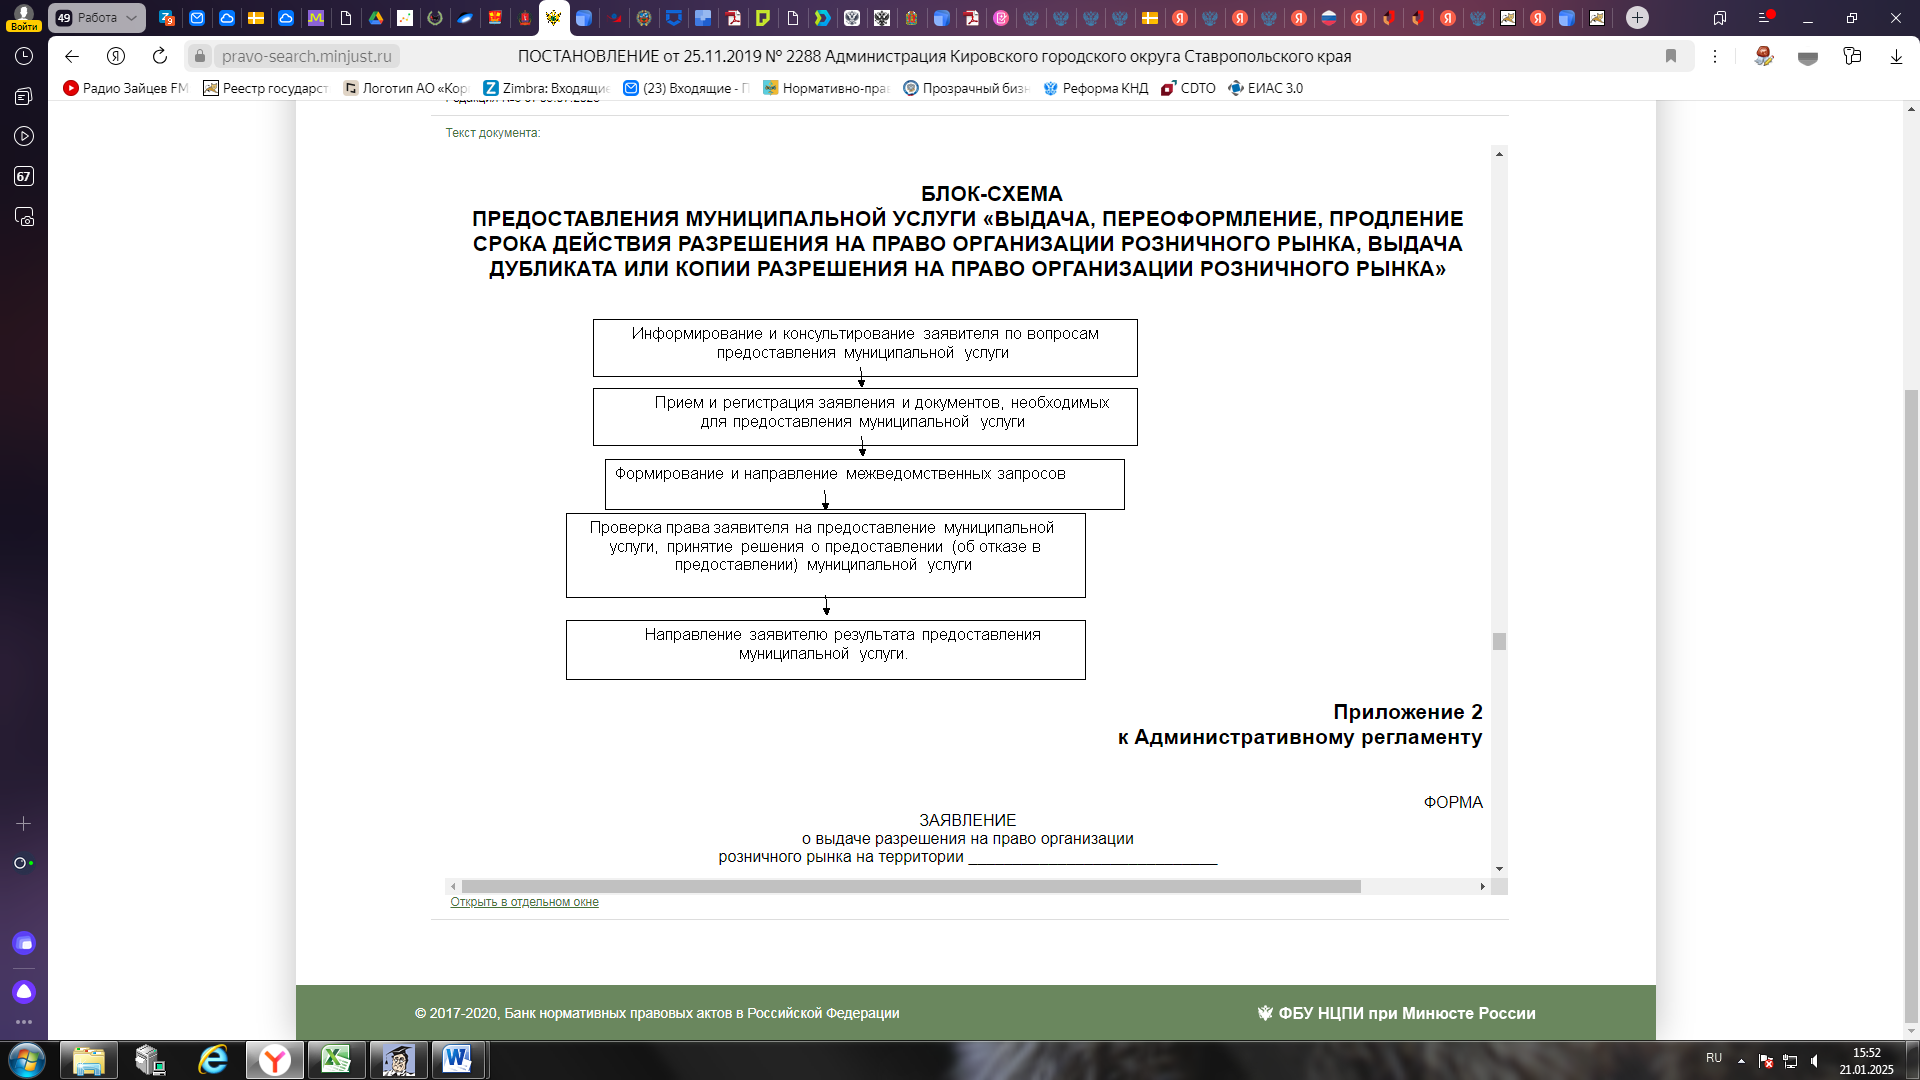 Войти
49 Работа
pravo-search.minjust.ru
ПОСТАНОВЛЕНИЕ от 25.11.2019 № 2288 Администрация Кировского городского округа Ставропольского края
Радио Зайцев FM
Реестр государст
Логотип АО «Кор
Zimbra: Входящие
(23) Входящие - П
Нормативно-прав
Прозрачный бизн
Реформа КНД
CDTO
ЕИАС 3.0
67
Текст документа:
БЛОК-СХЕМА
ПРЕДОСТАВЛЕНИЯ МУНИЦИПАЛЬНОЙ УСЛУГИ «ВЫДАЧА, ПЕРЕОФОРМЛЕНИЕ, ПРОДЛЕНИЕ
СРОКА ДЕЙСТВИЯ РАЗРЕШЕНИЯ НА ПРАВО ОРГАНИЗАЦИИ РОЗНИЧНОГО РЫНКА, ВЫДАЧА
ДУБЛИКАТА ИЛИ КОПИИ РАЗРЕШЕНИЯ НА ПРАВО ОРГАНИЗАЦИИ РОЗНИЧНОГО РЫНКА»
Информирование и консультирование заявителя по вопросам
предоставления муниципальной услуги
Прием и регистрация заявления и документов, необходимых
для предоставления муниципальной услуги
Формирование и направление межведомственных запросов
Проверка права заявителя на предоставление муниципальной
услуги, принятие решения о предоставлении (об отказе в
предоставлении) муниципальной услуги
Направление заявителю результата предоставления
муниципальной услуги.
Приложение 2
к Административному регламенту
ФОРМА
ЗАЯВЛЕНИЕ
о выдаче разрешения на право организации
розничного рынка на территории ____________________________
Открыть в отдельном окне
© 2017-2020, Банк нормативных правовых актов в Российской Федерации
ФБУ НЦПИ при Минюсте России
RU
15:52
21.01.2025